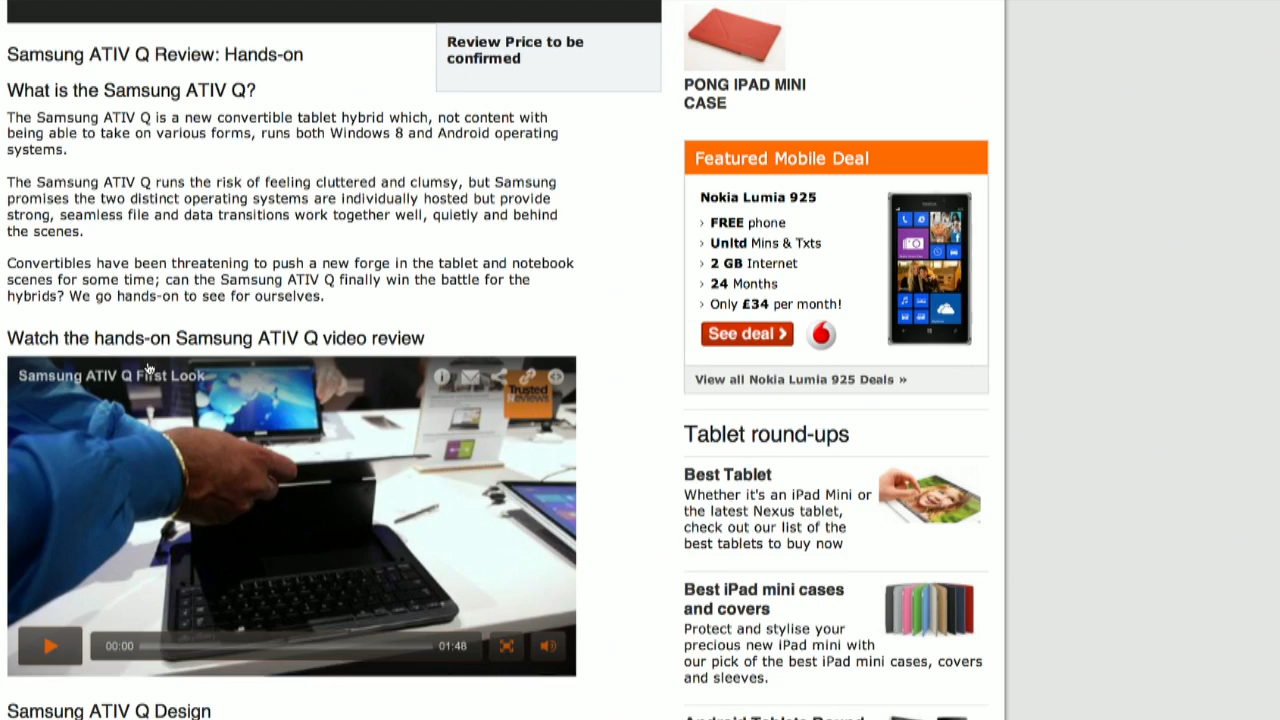 Samsung ATIV Q Review: Hands-on
Review Price to be
confirmed
What is the Samsung ATIV Q?
The Samsung ATIV Q is a new convertible tablet hybrid which, not content with
being able to take on various forms, runs both Windows 8 and Android operating
systems.
The Samsung ATIV Q runs the risk of feeling cluttered and clumsy, but Samsung
promises the two distinct operating systems are individually hosted but provide
strong, seamless file and data transitions work together well, quietly and behind
the scenes.
Convertibles have been threatening to push a new forge in the tablet and notebook
scenes for some time; can the Samsung ATIV Q finally win the battle for the
hybrids? We go hands-on to see for ourselves.
Watch the hands-on Samsung ATIV Q video review
Samsung ATIV Q First Look
Trusted
Reviews
00:00
01:48
Samsung ATIV Q Design
PONG IPAD MINI
CASE
Featured Mobile Deal
Nokia Lumia 925
› FREE phone
› Unltd Mins & Txts
› 2 GB Internet
› 24 Months
› Only £34 per month!
See deal ›
View all Nokia Lumia 925 Deals »
Tablet round-ups
Best Tablet
Whether it's an iPad Mini or
the latest Nexus tablet,
check out our list of the
best tablets to buy now
Best iPad mini cases
and covers
Protect and stylise your
precious new iPad mini with
our pick of the best iPad mini cases, covers
and sleeves.
Android Tablets Round